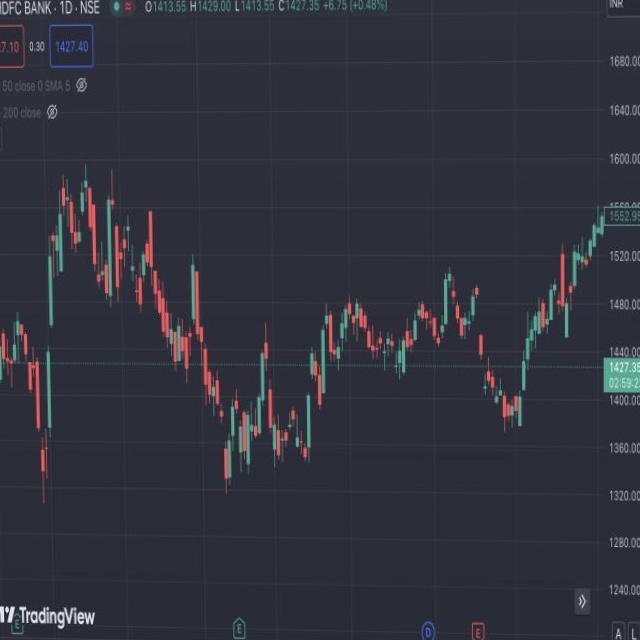 DFC BANK · 1D · NSE O1413.55 H1429.00 L1413.55 C1427.35 +6.75 (+0.48%) INR
7.10 0.30 1427.40
50 close 0 SMA 5
200 close
1680.00
1640.00
1600.00
1560.00
1552.95
1520.00
1480.00
1440.00
1427.35
02:59:2
1400.00
1360.00
1320.00
1280.00
1240.00
TradingView
E E D E A L